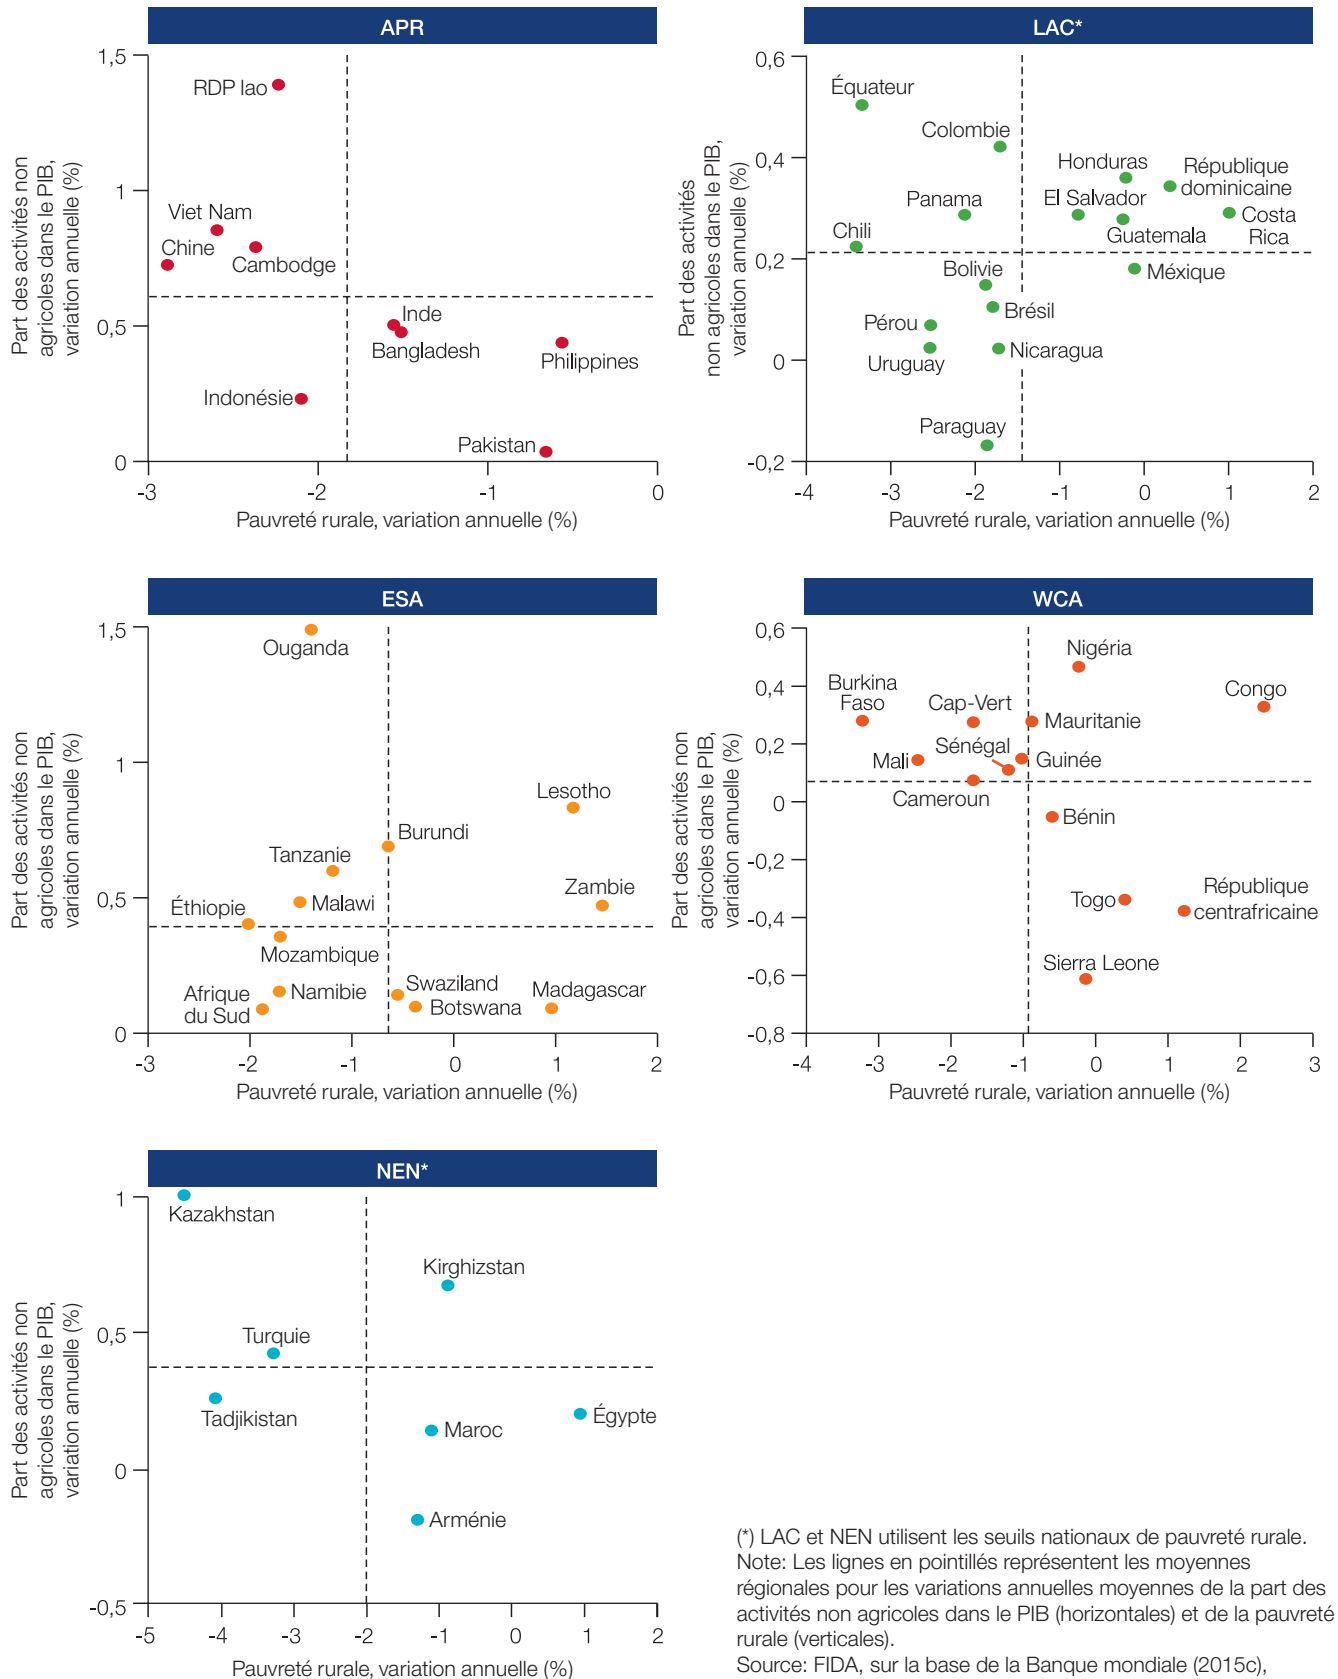 APR
Part des activités non
agricoles dans le PIB,
variation annuelle (%)
1,5
1
0,5
0
RDP lao
Viet Nam
Chine
Cambodge
Inde
Bangladesh
Philippines
Indonésie
Pakistan
-3
-2
-1
0
Pauvreté rurale, variation annuelle (%)
LAC*
Part des activités
non agricoles dans le PIB,
variation annuelle (%)
0,6
0,4
0,2
0
-0,2
Équateur
Colombie
Honduras
République
dominicaine
Panama
El Salvador
Costa
Rica
Chili
Guatemala
Bolivie
Méxique
Brésil
Pérou
Uruguay
Nicaragua
Paraguay
-4
-3
-2
-1
0
1
2
Pauvreté rurale, variation annuelle (%)
ESA
Part des activités non
agricoles dans le PIB,
variation annuelle (%)
1,5
1
0,5
0
Ouganda
Lesotho
Burundi
Tanzanie
Zambie
Malawi
Éthiopie
Mozambique
Namibie
Swaziland
Madagascar
Afrique
du Sud
Botswana
-3
-2
-1
0
1
2
Pauvreté rurale, variation annuelle (%)
WCA
Part des activités non
agricoles dans le PIB,
variation annuelle (%)
0,6
0,4
0,2
0
-0,2
-0,4
-0,6
-0,8
Nigéria
Burkina
Faso
Cap-Vert
Congo
Mauritanie
Sénégal
Mali
Guinée
Cameroun
Bénin
Togo
République
centrafricaine
Sierra Leone
-4
-3
-2
-1
0
1
2
3
Pauvreté rurale, variation annuelle (%)
NEN*
Part des activités non
agricoles dans le PIB,
variation annuelle (%)
1
0,5
0
-0,5
Kazakhstan
Kirghizstan
Turquie
Tadjikistan
Maroc
Égypte
Arménie
-5
-4
-3
-2
-1
0
1
2
Pauvreté rurale, variation annuelle (%)
(*) LAC et NEN utilisent les seuils nationaux de pauvreté rurale.
Note: Les lignes en pointillés représentent les moyennes
régionales pour les variations annuelles moyennes de la part des
activités non agricoles dans le PIB (horizontales) et de la pauvreté
rurale (verticales).
Source: FIDA, sur la base de la Banque mondiale (2015c),